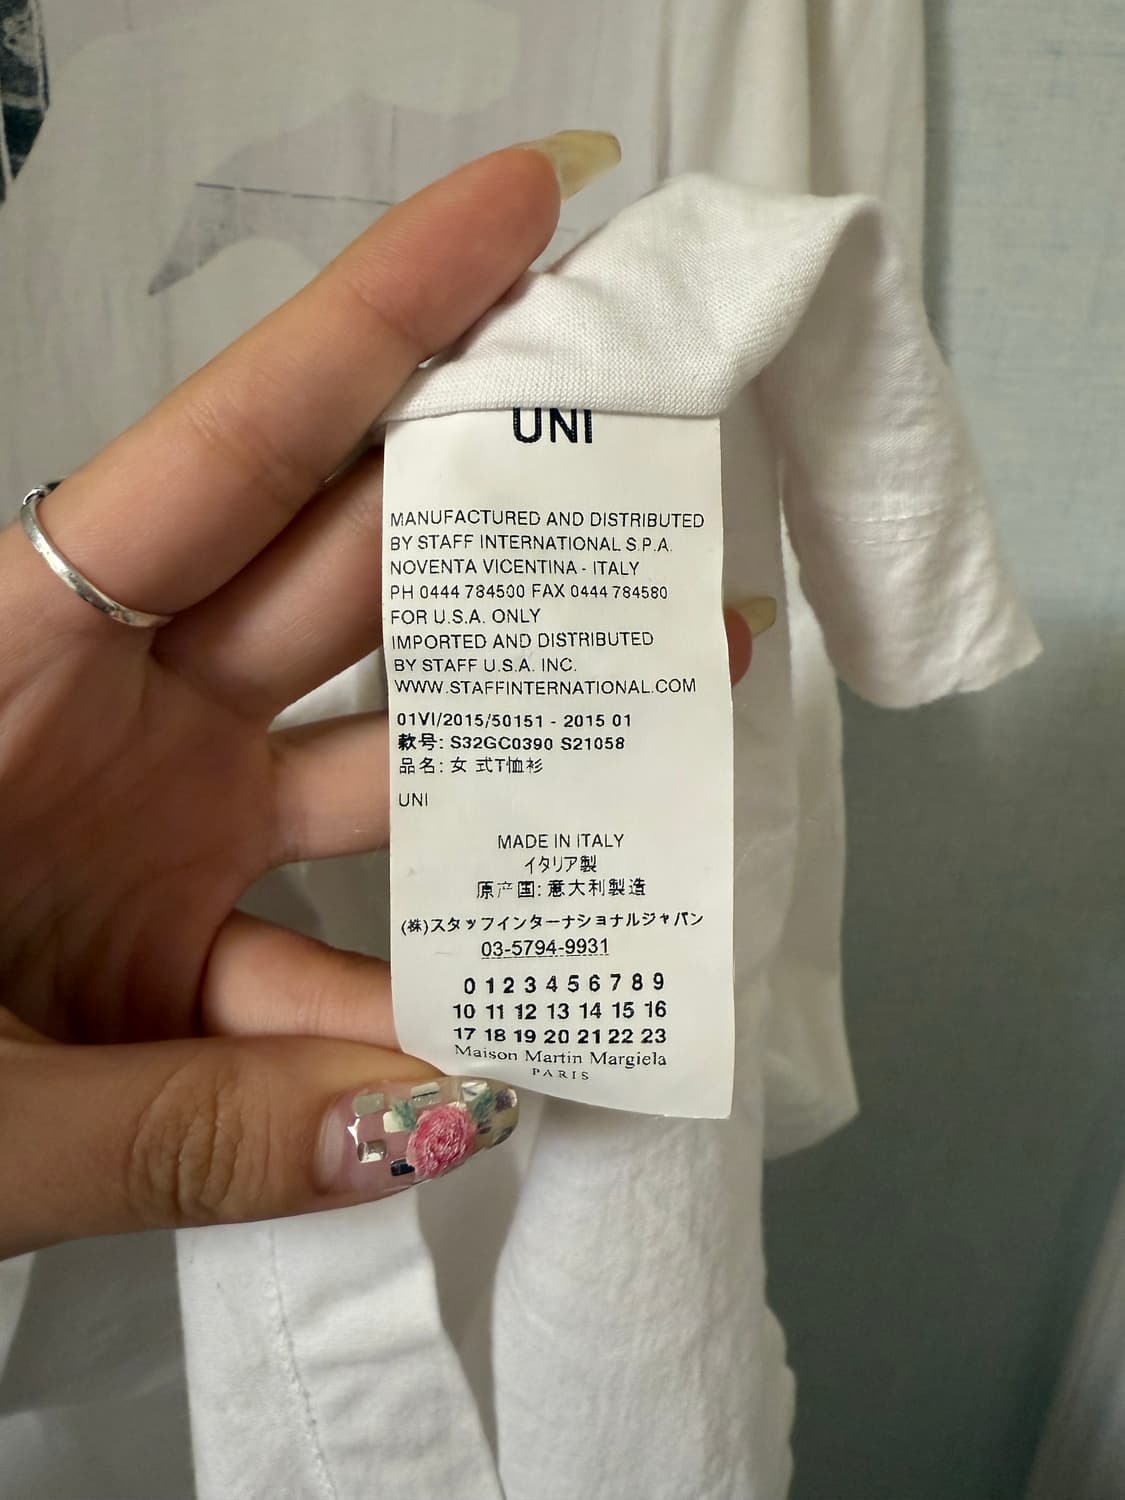 UNI
MANUFACTURED AND DISTRIBUTED
BY STAFF INTERNATIONAL S.P.A.
NOVENTA VICENTINA - ITALY
PH 0444 784500 FAX 0444 784580
FOR U.S.A. ONLY
IMPORTED AND DISTRIBUTED
BY STAFF U.S.A. INC.
WWW.STAFFINTERNATIONAL.COM
01VI/2015/50151 - 2015 01
款号: S32GC0390 S21058
品名: 女 式T恤衫
UNI
MADE IN ITALY
イタリア製
原产国: 意大利製造
(株)スタッフインターナショナルジャパン
03-5794-9931
0 1 2 3 4 5 6 7 8 9
10 11 12 13 14 15 16
17 18 19 20 21 22 23
Maison Martin Margiela
PARIS